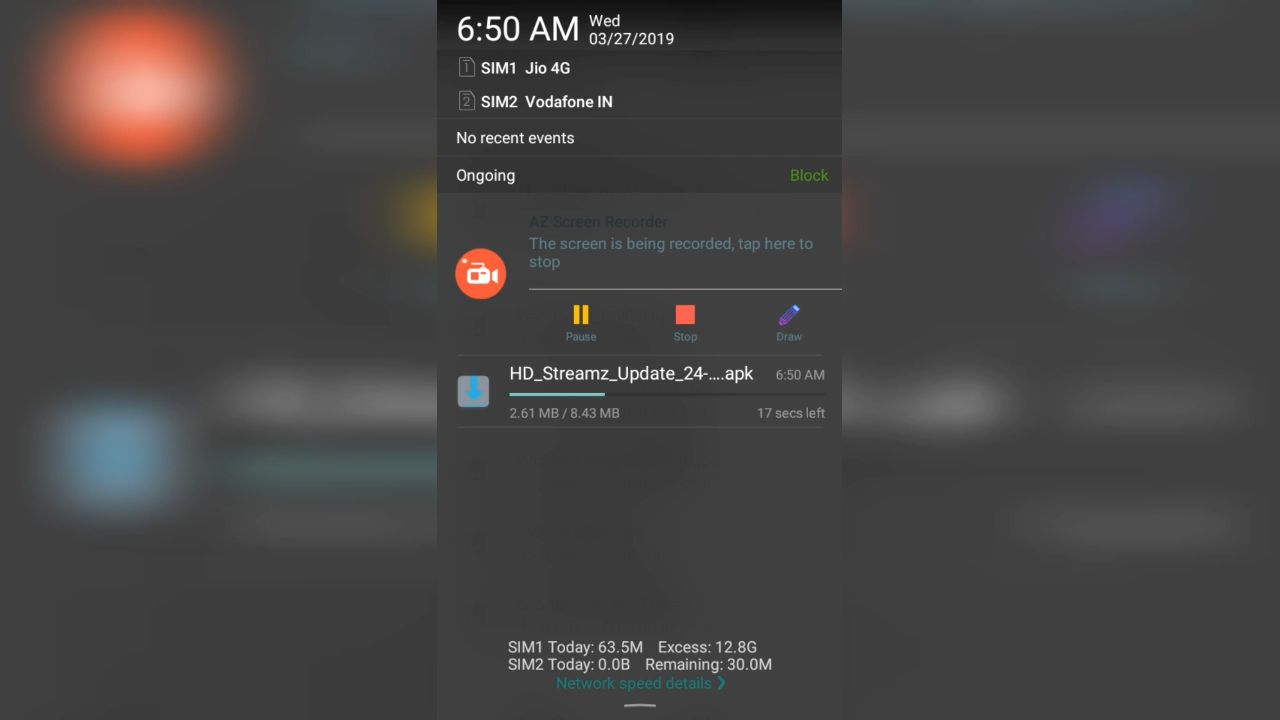 6:50 AM
Wed
03/27/2019
1 SIM1 Jio 4G
2 SIM2 Vodafone IN
No recent events
Ongoing Block
AZ Screen Recorder
The screen is being recorded, tap here to
stop
Pause Stop Draw
HD_Streamz_Update_24-....apk 6:50 AM
2.61 MB / 8.43 MB 17 secs left
SIM1 Today: 63.5M Excess: 12.8G
SIM2 Today: 0.0B Remaining: 30.0M
Network speed details ❯